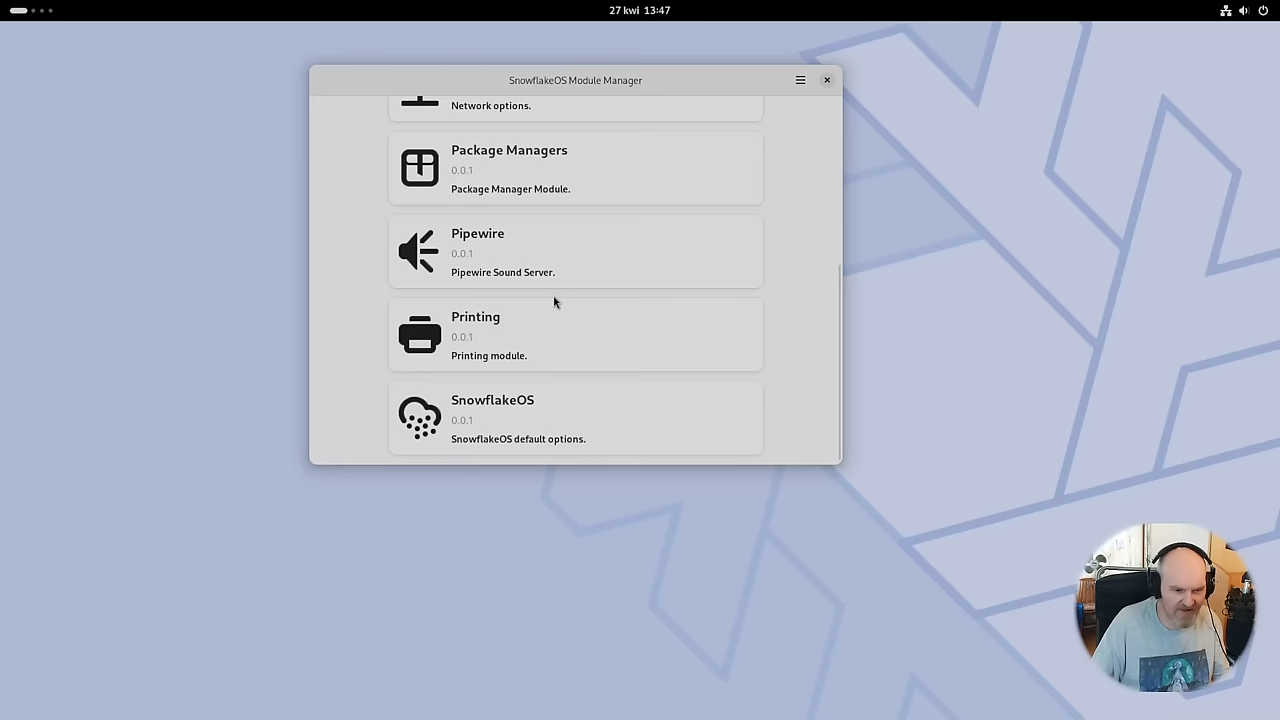 27 kwi 13:47
SnowflakeOS Module Manager
Network options.
Package Managers
0.0.1
Package Manager Module.
Pipewire
0.0.1
Pipewire Sound Server.
Printing
0.0.1
Printing module.
SnowflakeOS
0.0.1
SnowflakeOS default options.